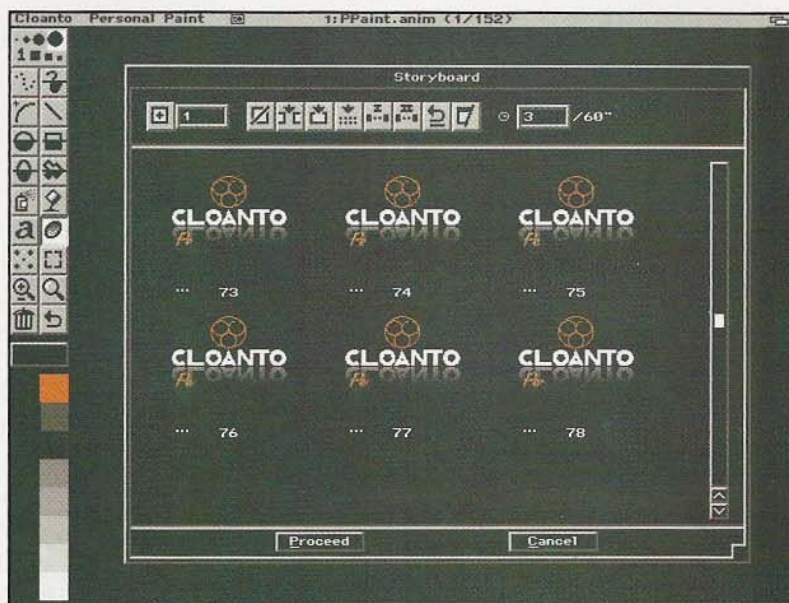 Cloanto Personal Paint 1:PPaint.anim (1/152)
1
a
Storyboard
1 3 /60"
CLOANTO CLOANTO CLOANTO
... 73 ... 74 ... 75
CLOANTO CLOANTO CLOANTO
... 76 ... 77 ... 78
Proceed Cancel